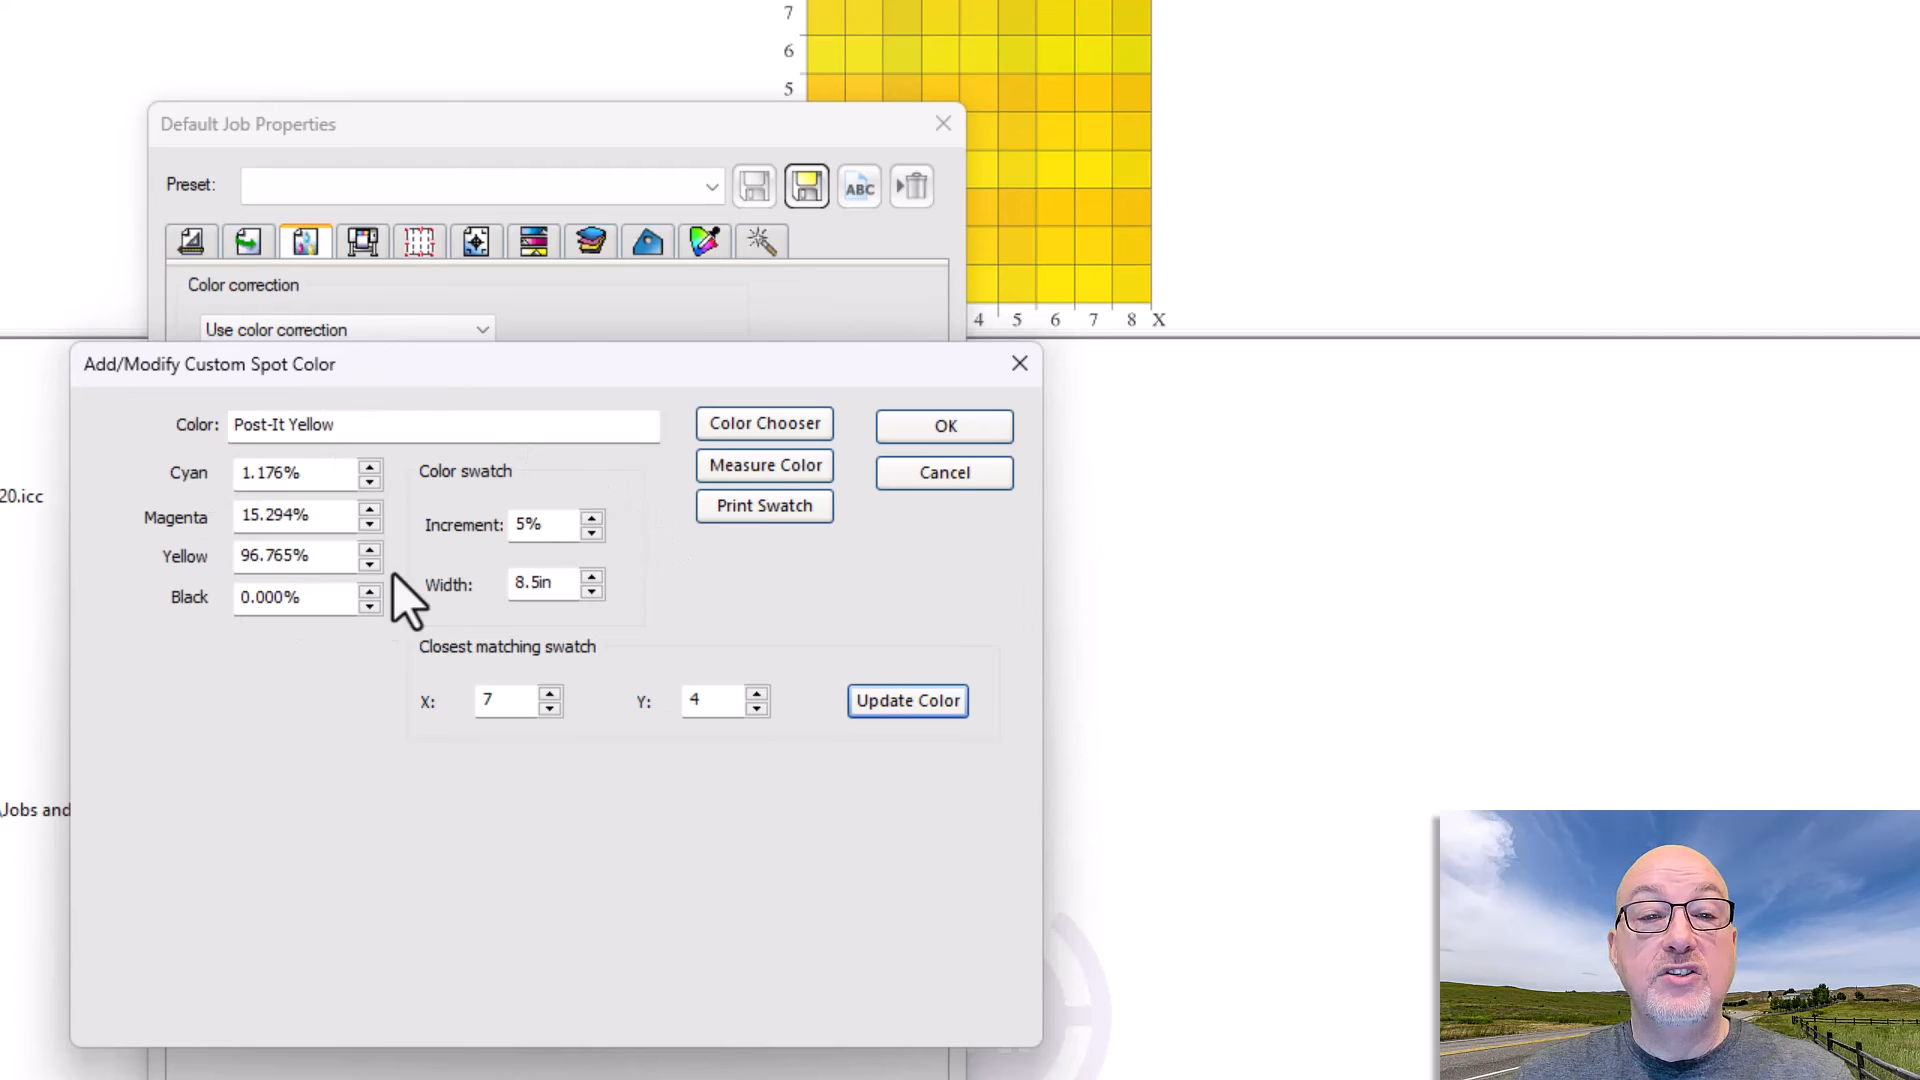 7
6
5
Default Job Properties
Preset:
ABC
Color correction
Use color correction
4 5 6 7 8 X
Add/Modify Custom Spot Color
Color: Post-It Yellow
Color Chooser
OK
Cyan 1.176%
Color swatch
Measure Color
Cancel
20.icc
Magenta 15.294%
Increment: 5%
Print Swatch
Yellow 96.765%
Width: 8.5in
Black 0.000%
Closest matching swatch
X: 7 Y: 4
Update Color
Jobs and